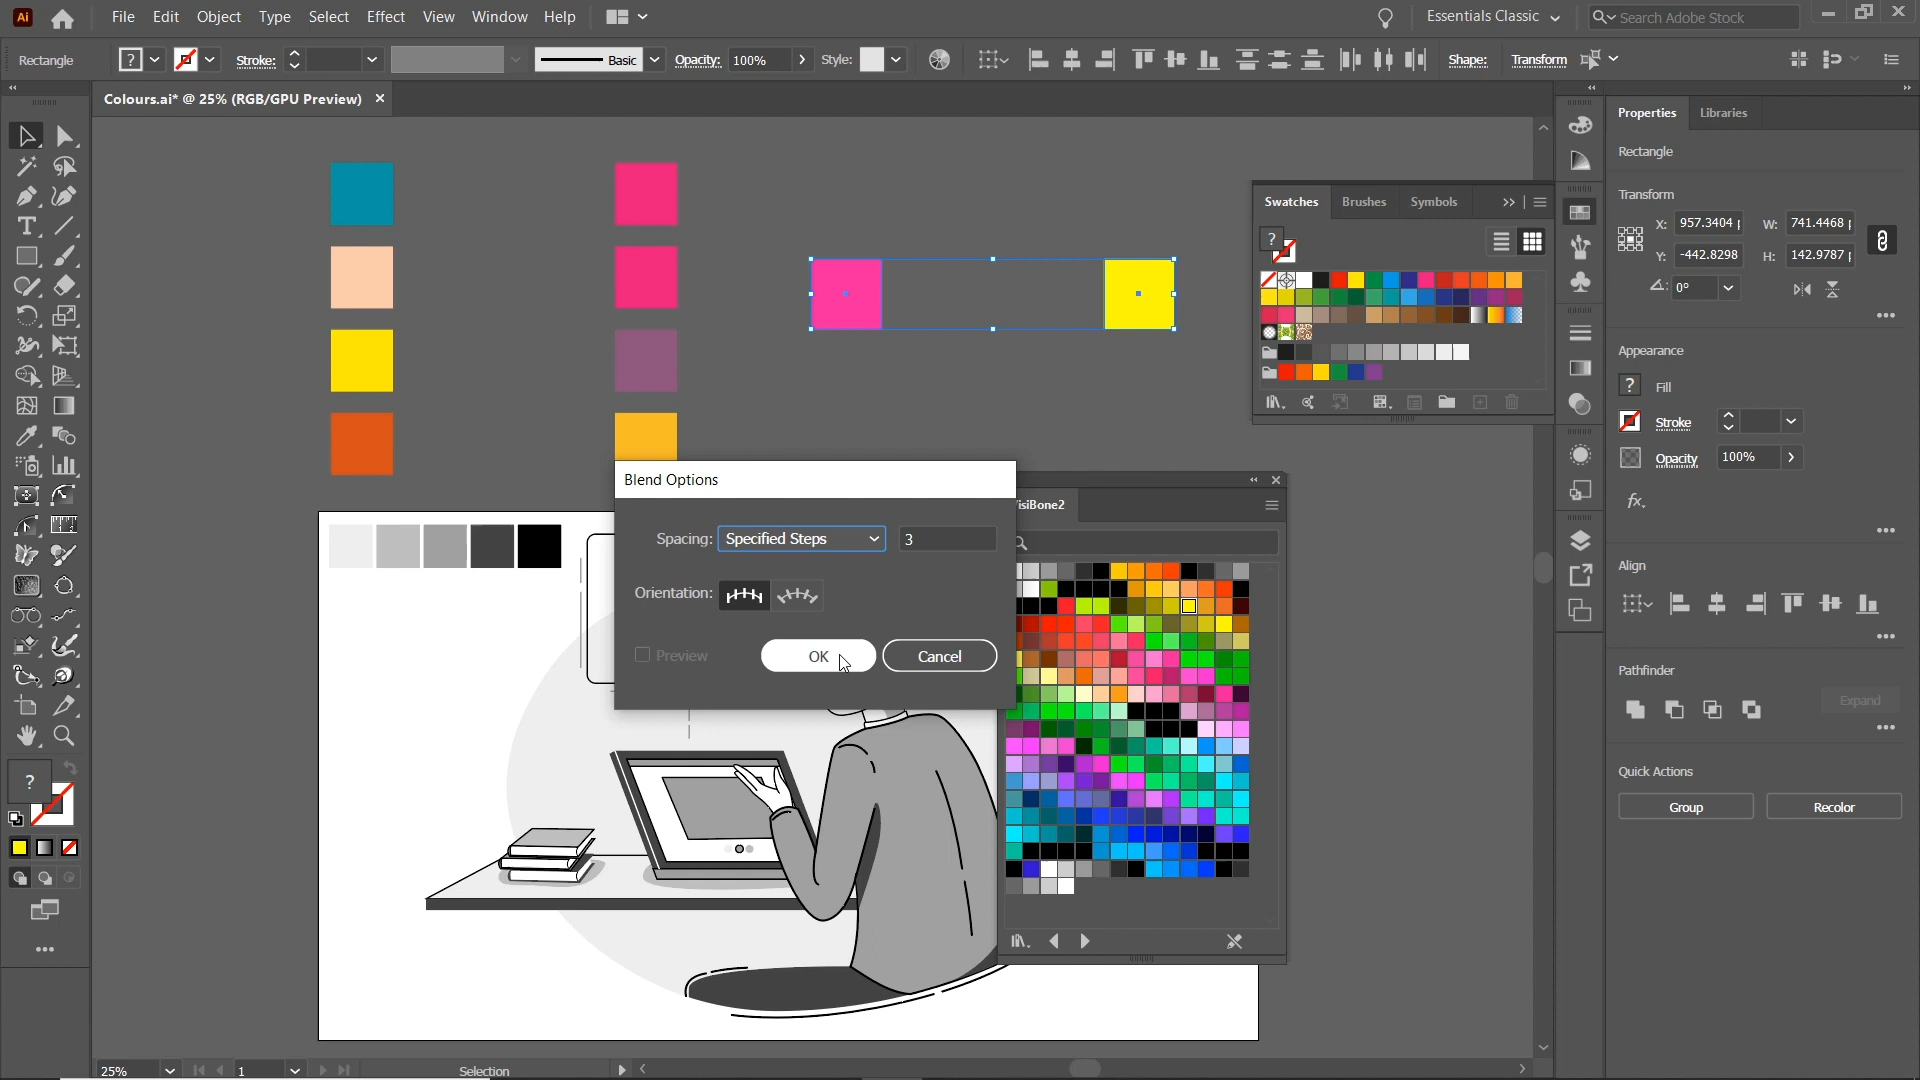 Ai File Edit Object Type Select Effect View Window Help Essentials Classic Search Adobe Stock
Rectangle ? Stroke: Basic Opacity: 100% Style: Shape: Transform
Colours.ai* @ 25% (RGB/GPU Preview)
Properties Libraries
Rectangle
Transform
X: 957.3404 W: 741.4468
Y: -442.8298 H: 142.9787
0°
Appearance
? Fill
Stroke
Opacity 100%
fx.
Align
Pathfinder
Expand
Quick Actions
Group Recolor
Swatches Brushes Symbols
?
Blend Options
Spacing: Specified Steps 3
Orientation:
Preview OK Cancel
isiBone2
T
?
25% 1 Selection